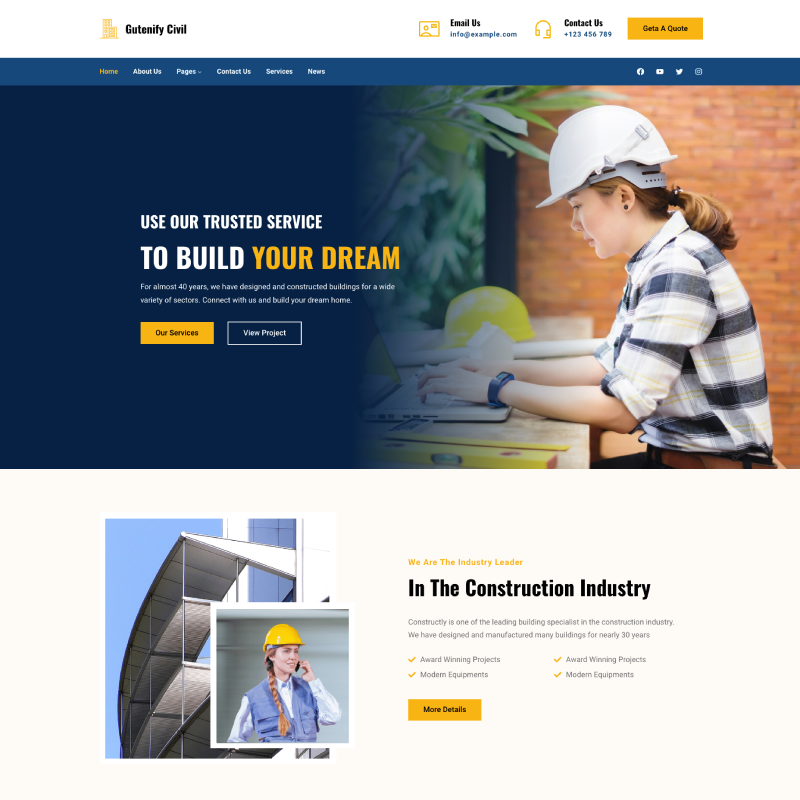 Gutenify Civil
Email Us
info@example.com
Contact Us
+123 456 789
Geta A Quote
Home
About Us
Pages
Contact Us
Services
News
USE OUR TRUSTED SERVICE
TO BUILD YOUR DREAM
For almost 40 years, we have designed and constructed buildings for a wide
variety of sectors. Connect with us and build your dream home.
Our Services
View Project
We Are The Industry Leader
In The Construction Industry
Constructly is one of the leading building specialist in the construction industry.
We have designed and manufactured many buildings for nearly 30 years
Award Winning Projects
Award Winning Projects
Modern Equipments
Modern Equipments
More Details